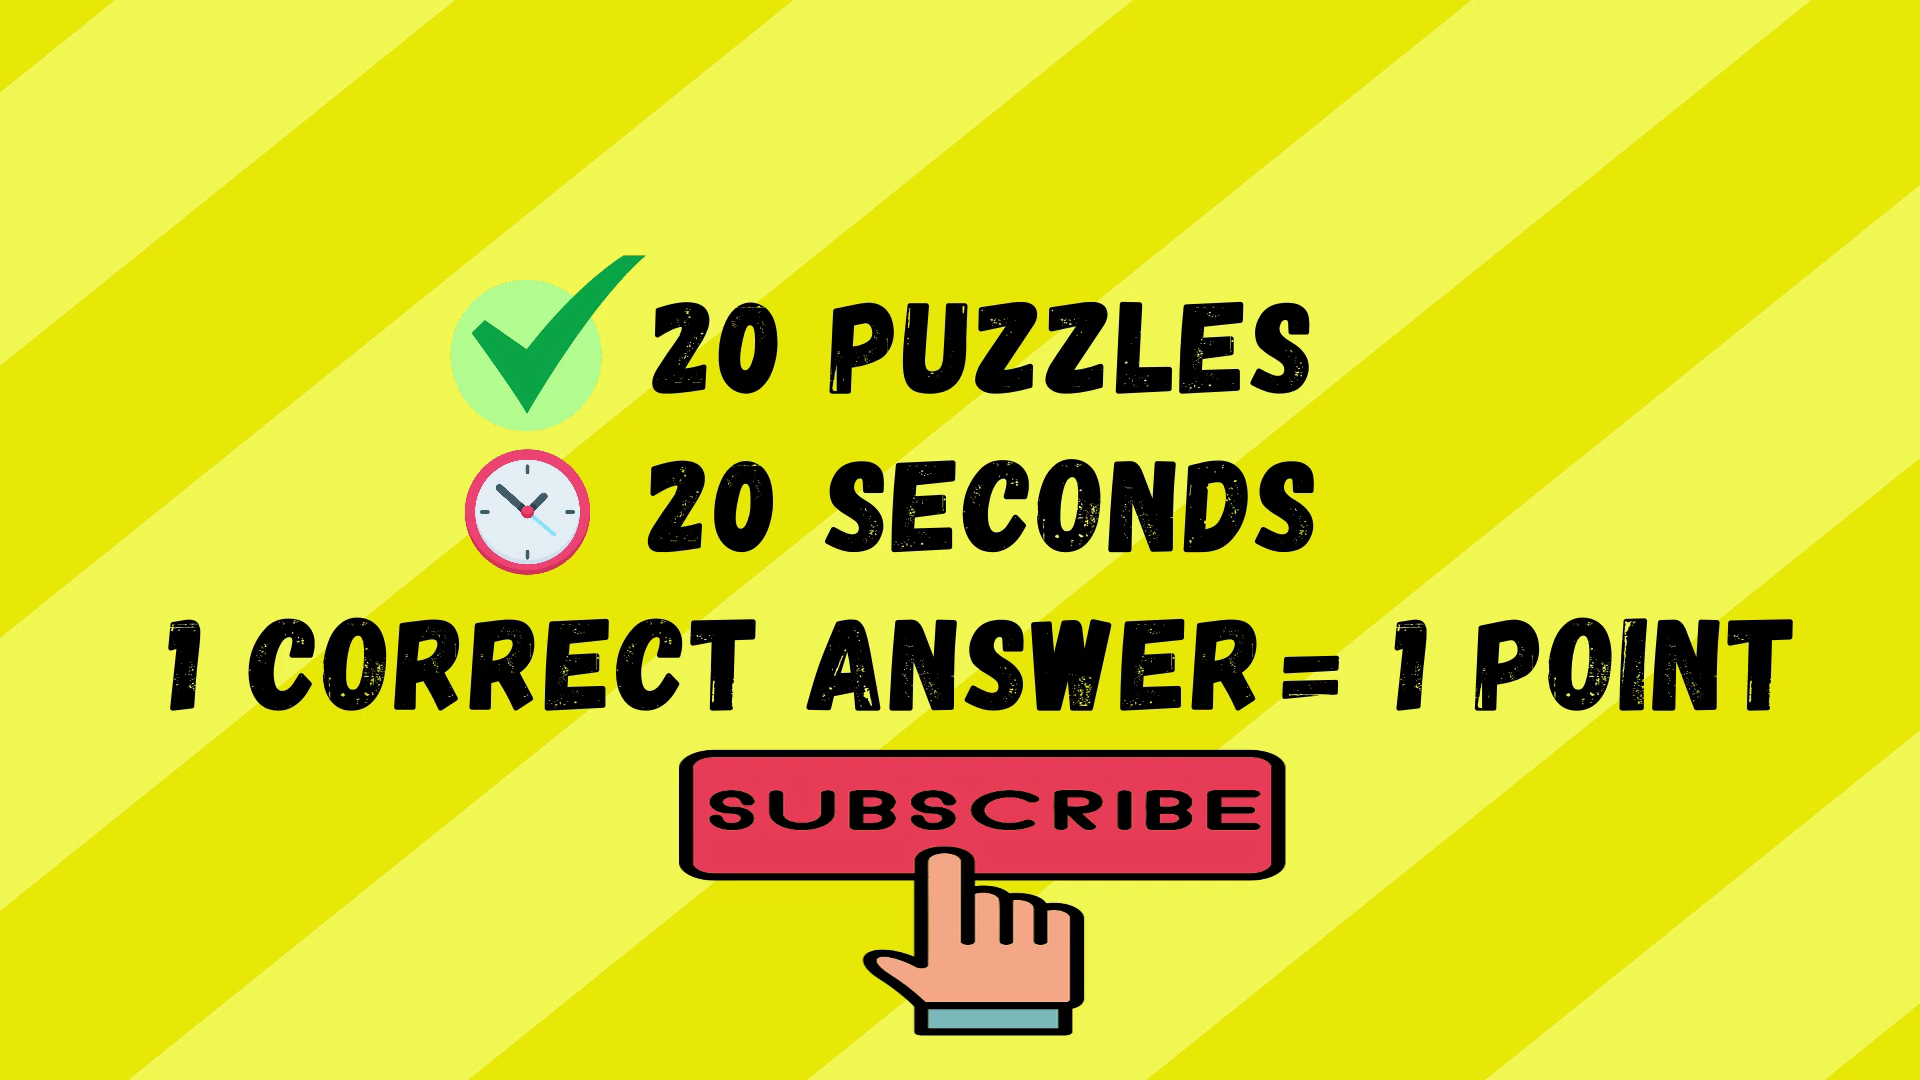 20 PUZZLES
20 SECONDS
1 CORRECT ANSWER = 1 POINT
SUBSCRIBE